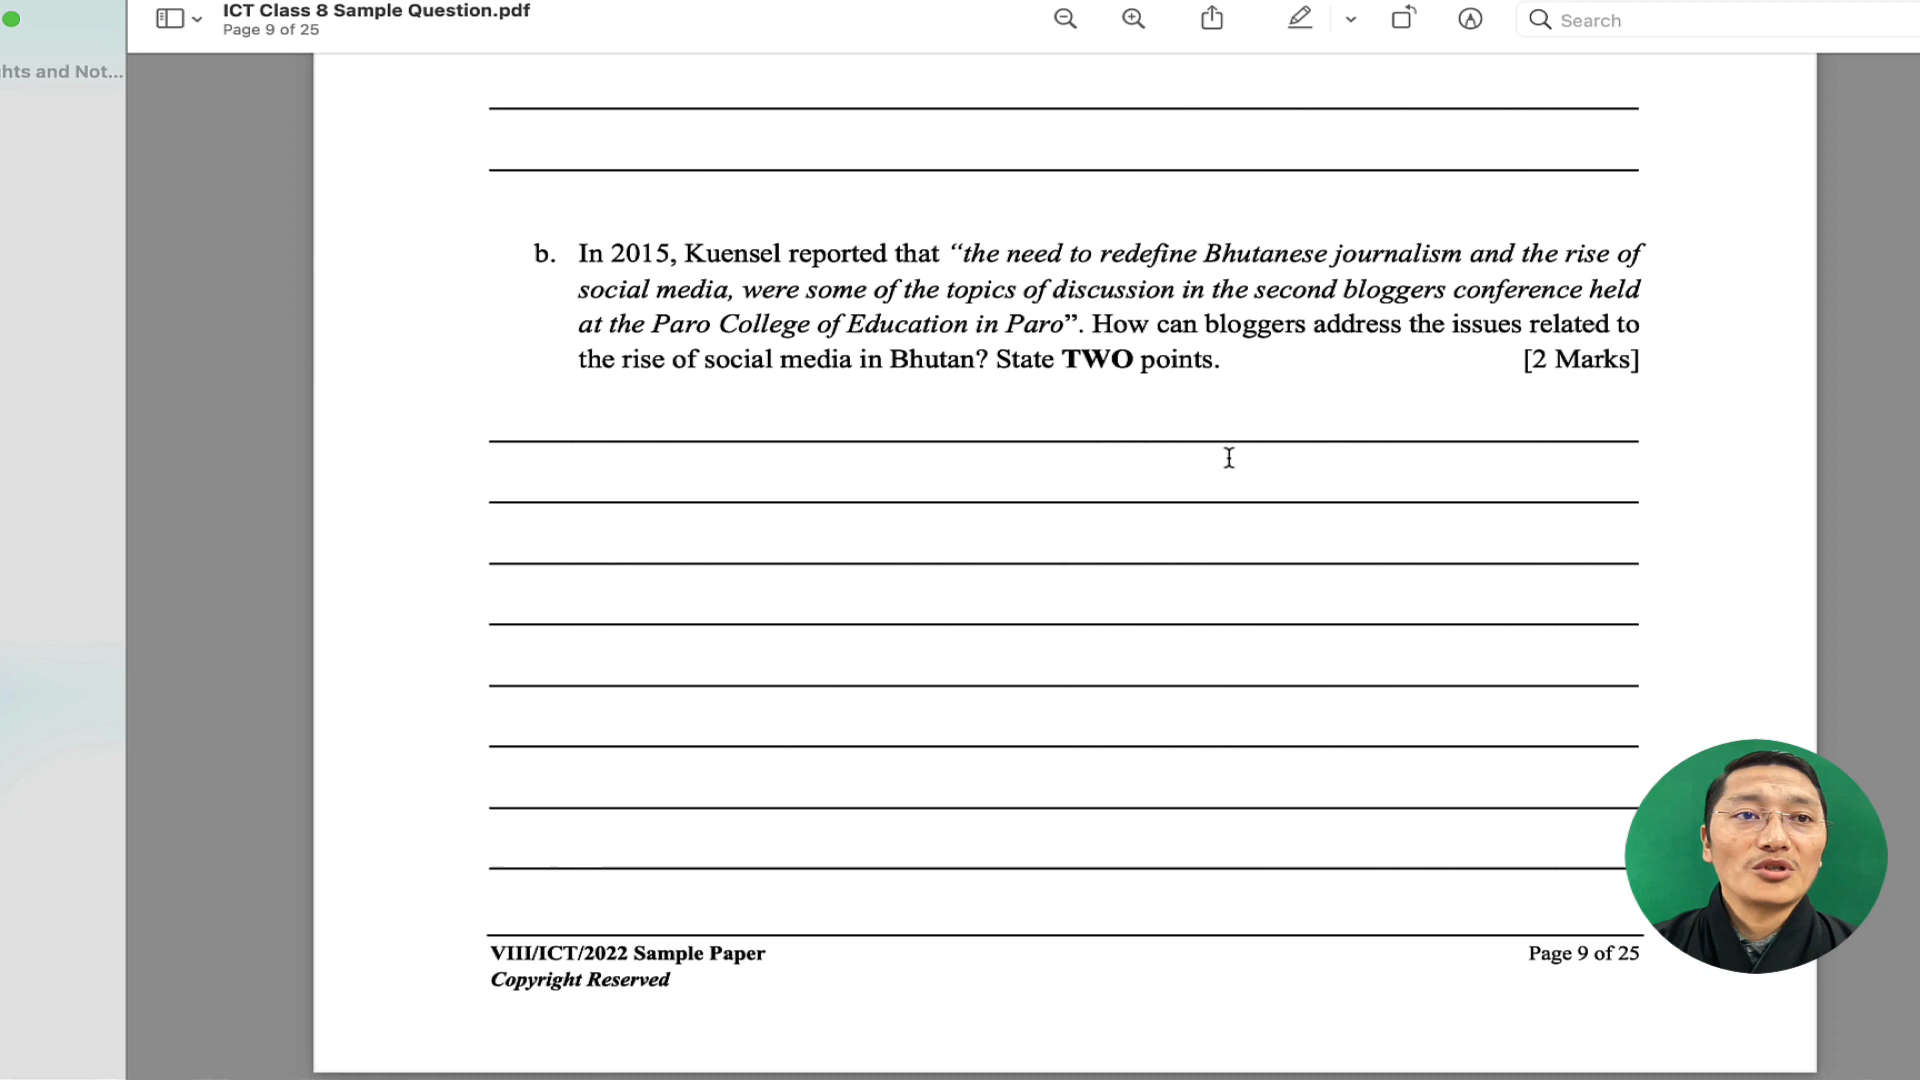 ICT Class 8 Sample Question.pdf
Page 9 of 25
Search
hts and Not...
b. In 2015, Kuensel reported that “the need to redefine Bhutanese journalism and the rise of
social media, were some of the topics of discussion in the second bloggers conference held
at the Paro College of Education in Paro”. How can bloggers address the issues related to
the rise of social media in Bhutan? State TWO points. [2 Marks]
VIII/ICT/2022 Sample Paper Page 9 of 25
Copyright Reserved